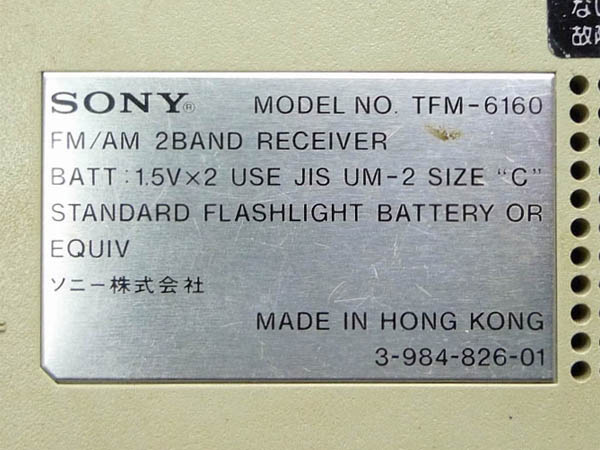 な
故
SONY® MODEL NO. TFM-6160
FM/AM 2BAND RECEIVER
BATT:1.5V×2 USE JIS UM-2 SIZE “C”
STANDARD FLASHLIGHT BATTERY OR
EQUIV
ソニー株式会社
MADE IN HONG KONG
3-984-826-01